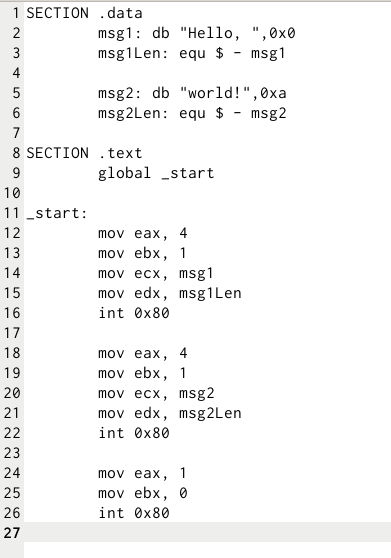 1 SECTION .data
2         msg1: db "Hello, ",0x0
3         msg1Len: equ $ - msg1
4
5         msg2: db "world!",0xa
6         msg2Len: equ $ - msg2
7
8 SECTION .text
9         global _start
10
11 _start:
12         mov eax, 4
13         mov ebx, 1
14         mov ecx, msg1
15         mov edx, msg1Len
16         int 0x80
17
18         mov eax, 4
19         mov ebx, 1
20         mov ecx, msg2
21         mov edx, msg2Len
22         int 0x80
23
24         mov eax, 1
25         mov ebx, 0
26         int 0x80
27